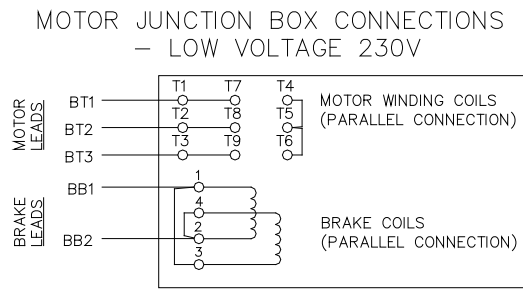 MOTOR JUNCTION BOX CONNECTIONS
- LOW VOLTAGE 230V
MOTOR
LEADS
BT1
BT2
BT3
T1 T7 T4
T2 T8 T5
T3 T9 T6
MOTOR WINDING COILS
(PARALLEL CONNECTION)
BRAKE
LEADS
BB1
BB2
1
4
2
3
BRAKE COILS
(PARALLEL CONNECTION)